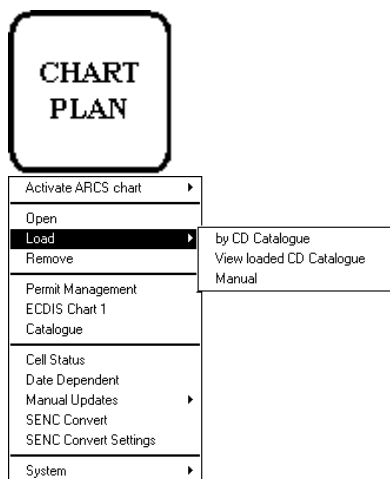 CHART
PLAN
Activate ARCS chart
Open
Load
Remove
Permit Management
ECDIS Chart 1
Catalogue
Cell Status
Date Dependent
Manual Updates
SENC Convert
SENC Convert Settings
System
by CD Catalogue
View loaded CD Catalogue
Manual